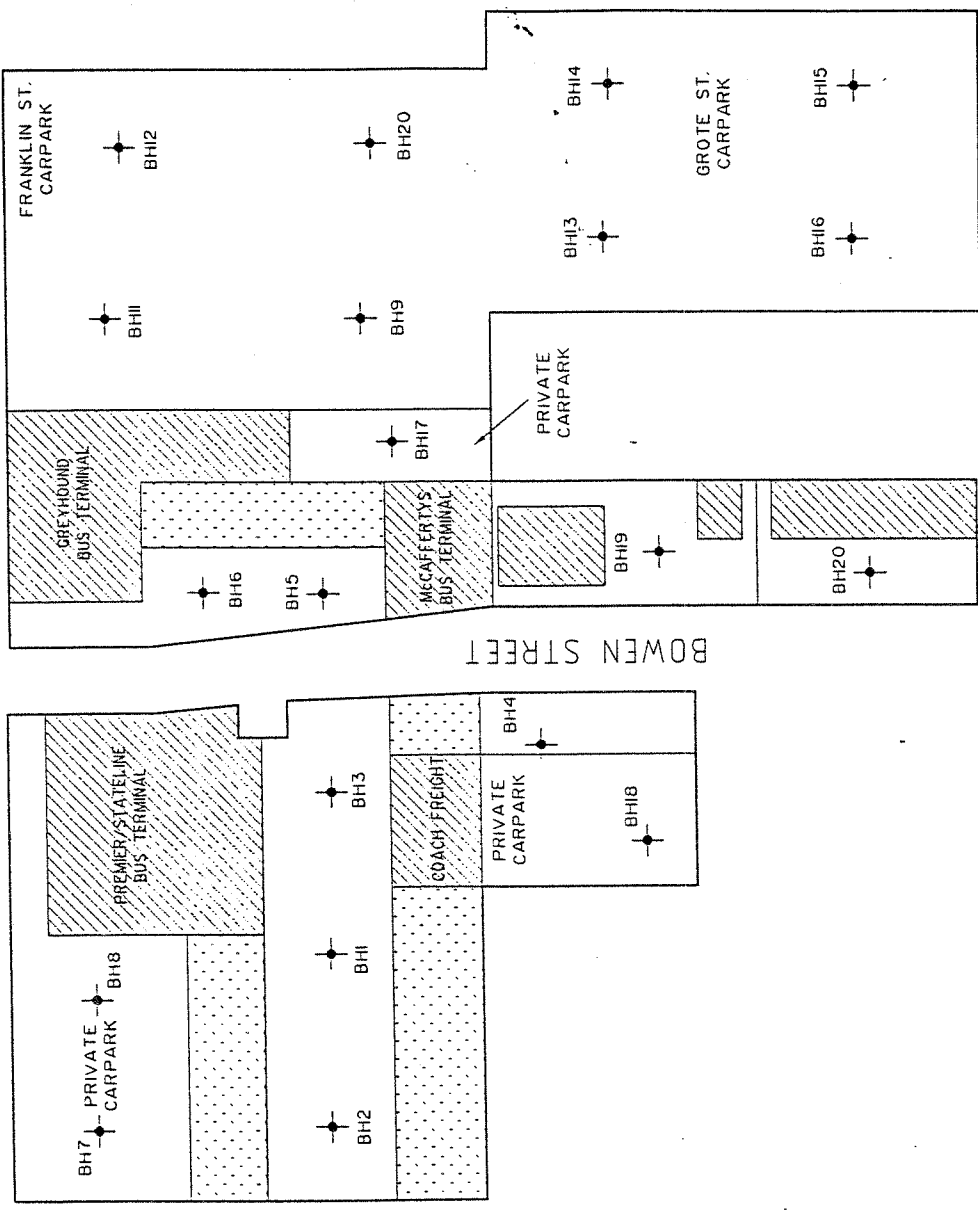 FRANKLIN ST.
CARPARK
BH12
BH20
BH14
GROTE ST.
CARPARK
BH15
BH11
BH9
BH13
BH16
GREYHOUND
BUS TERMINAL
BH17
PRIVATE
CARPARK
BH6
BH5
McCAFFERTYS
BUS TERMINAL
BH19
BH20
BOWEN STREET
PREMIER/STATELINE
BUS TERMINAL
BH3
BH4
COACH FREIGHT
PRIVATE
CARPARK
BH18
BH8
PRIVATE
CARPARK
BH7
BH1
BH2